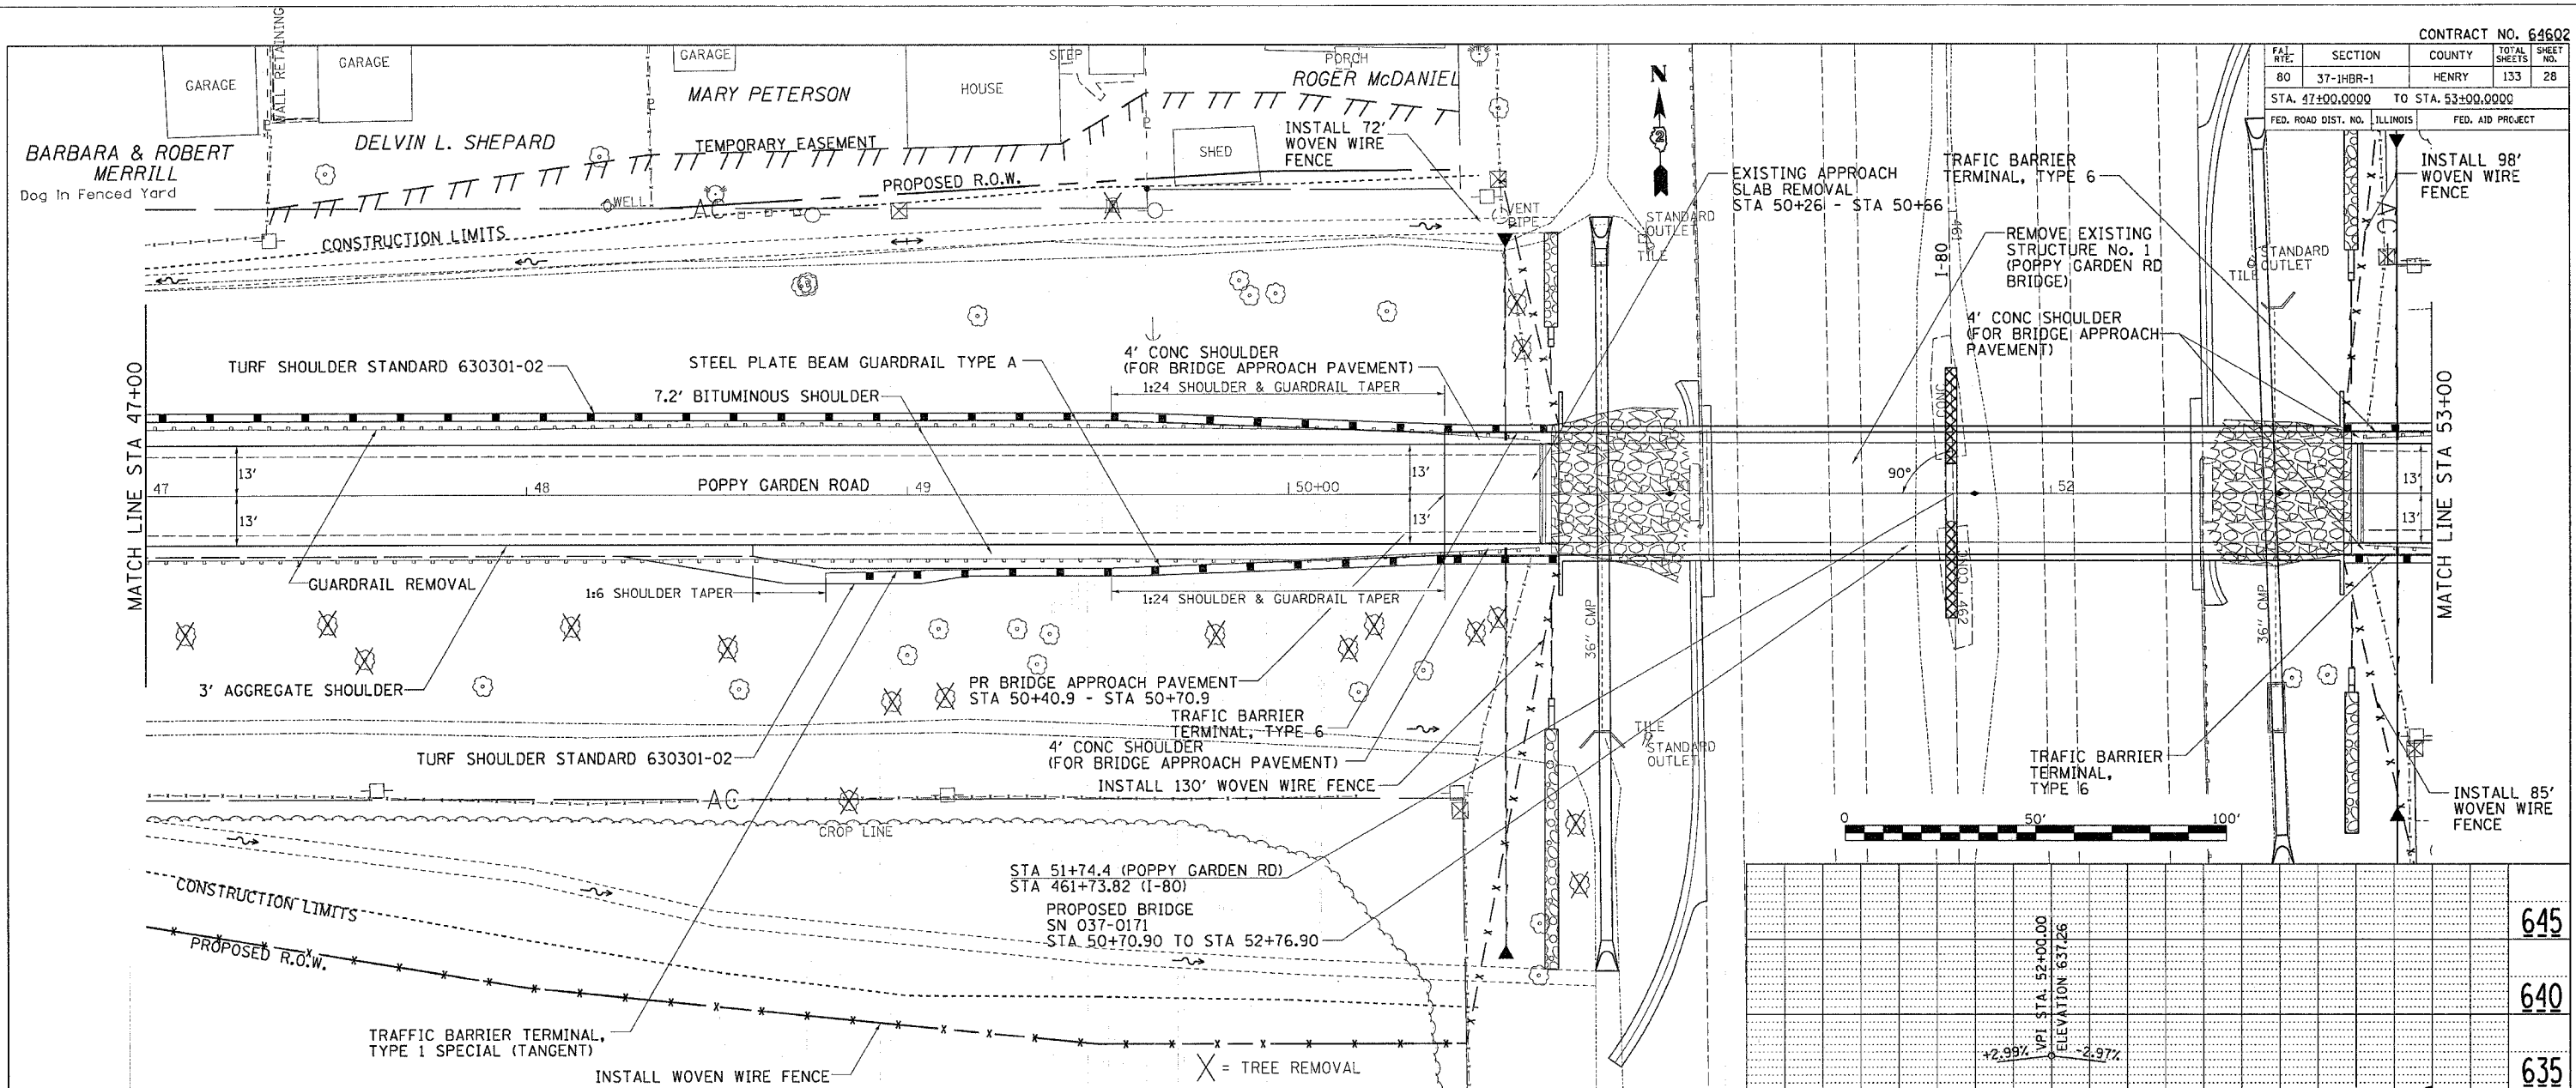 CONTRACT NO. 64602
F.A.I. RTE. SECTION COUNTY TOTAL SHEETS SHEET NO.
80 37-1HBR-1 HENRY 133 28
STA. 47+00.0000 TO STA. 53+00.0000
FED. ROAD DIST. NO. ILLINOIS FED. AID PROJECT
GARAGE
WALL RETAINING
GARAGE
GARAGE
HOUSE
STEP
PORCH
SHED
BARBARA & ROBERT
MERRILL
Dog In Fenced Yard
DELVIN L. SHEPARD
MARY PETERSON
ROGER McDANIEL
TEMPORARY EASEMENT
PROPOSED R.O.W.
WELL
AC
CONSTRUCTION LIMITS
INSTALL 72'
WOVEN WIRE
FENCE
VENT
PIPE
N
2
STANDARD
OUTLET
TILE
EXISTING APPROACH
SLAB REMOVAL
STA 50+26 - STA 50+66
TRAFIC BARRIER
TERMINAL, TYPE 6
461
I-80
REMOVE EXISTING
STRUCTURE No. 1
(POPPY GARDEN RD
BRIDGE)
4' CONC SHOULDER
(FOR BRIDGE APPROACH
PAVEMENT)
TILE
STANDARD
OUTLET
AC
INSTALL 98'
WOVEN WIRE
FENCE
MATCH LINE STA 47+00
TURF SHOULDER STANDARD 630301-02
7.2' BITUMINOUS SHOULDER
STEEL PLATE BEAM GUARDRAIL TYPE A
4' CONC SHOULDER
(FOR BRIDGE APPROACH PAVEMENT)
1:24 SHOULDER & GUARDRAIL TAPER
13'
13'
47
48
POPPY GARDEN ROAD
49
50+00
13'
13'
CONC
90°
52
CONC
462
13'
13'
MATCH LINE STA 53+00
GUARDRAIL REMOVAL
1:6 SHOULDER TAPER
1:24 SHOULDER & GUARDRAIL TAPER
36" CMP
36" CMP
3' AGGREGATE SHOULDER
PR BRIDGE APPROACH PAVEMENT
STA 50+40.9 - STA 50+70.9
TRAFIC BARRIER
TERMINAL, TYPE 6
4' CONC SHOULDER
(FOR BRIDGE APPROACH PAVEMENT)
TURF SHOULDER STANDARD 630301-02
INSTALL 130' WOVEN WIRE FENCE
TILE
STANDARD
OUTLET
TRAFIC BARRIER
TERMINAL,
TYPE 6
INSTALL 85'
WOVEN WIRE
FENCE
AC
CROP LINE
0 50' 100'
STA 51+74.4 (POPPY GARDEN RD)
STA 461+73.82 (I-80)
PROPOSED BRIDGE
SN 037-0171
STA 50+70.90 TO STA 52+76.90
CONSTRUCTION LIMITS
PROPOSED R.O.W.
TRAFFIC BARRIER TERMINAL,
TYPE 1 SPECIAL (TANGENT)
INSTALL WOVEN WIRE FENCE
X = TREE REMOVAL
VPI STA. 52+00.00
ELEVATION 637.26
+2.99%
-2.97%
645
640
635